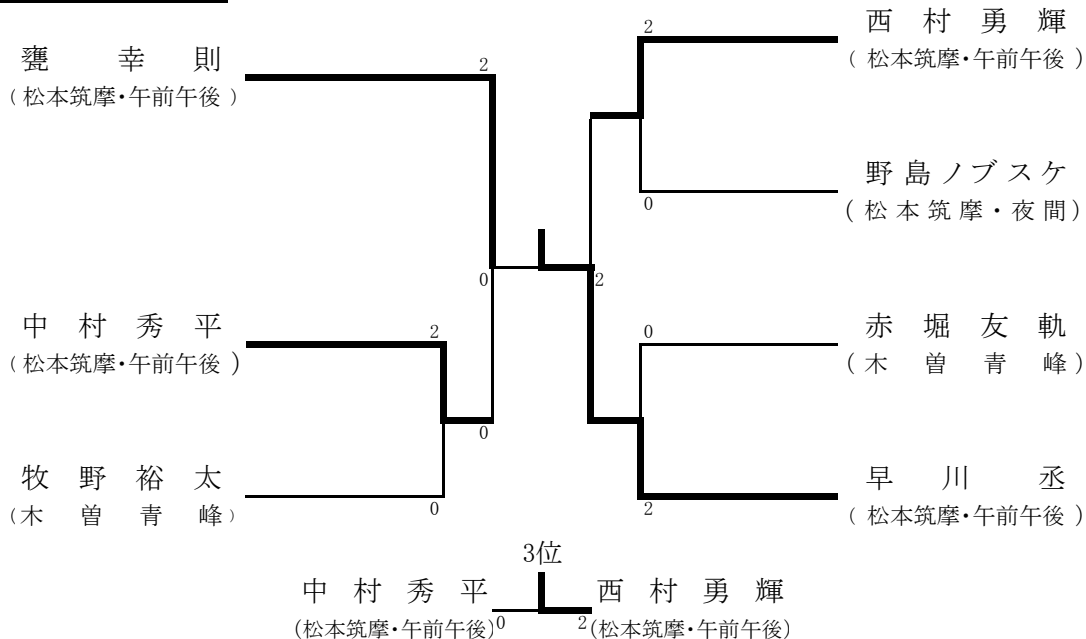 甕幸則
(松本筑摩・午前午後)
2
中村秀平
(松本筑摩・午前午後)
2
牧野裕太
(木曽青峰)
0
0
0
2
西村勇輝
(松本筑摩・午前午後)
2
野島ノブスケ
(松本筑摩・夜間)
0
赤堀友軌
(木曽青峰)
0
早川丞
(松本筑摩・午前午後)
2
3位
中村秀平
(松本筑摩・午前午後)
0
2
西村勇輝
(松本筑摩・午前午後)